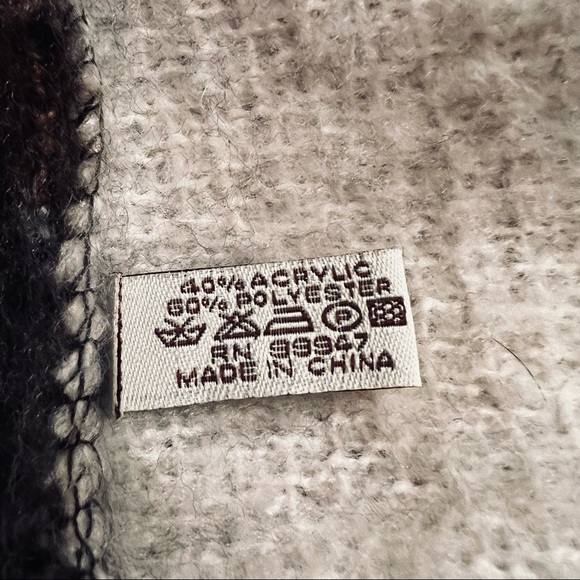 40% ACRYLIC
60% POLYESTER
P
RN 99947
MADE IN CHINA